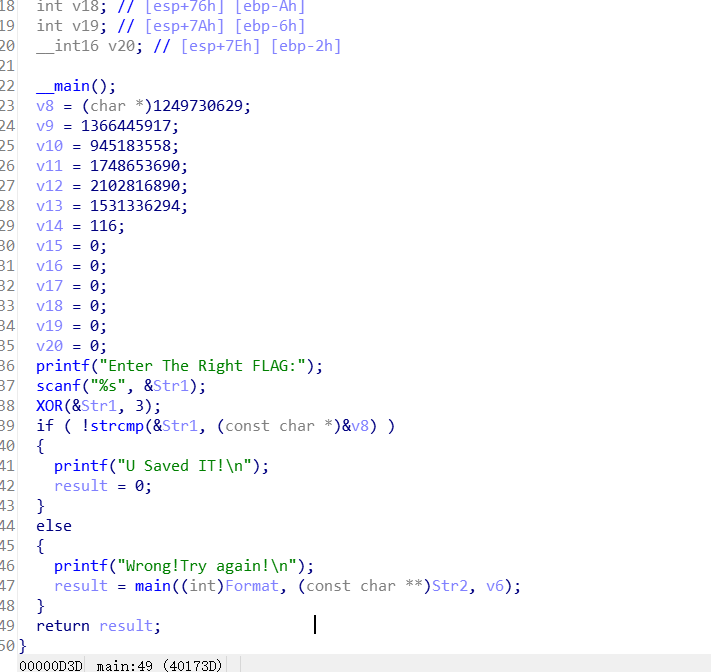 18 int v18; // [esp+76h] [ebp-Ah]
19 int v19; // [esp+7Ah] [ebp-6h]
20 __int16 v20; // [esp+7Eh] [ebp-2h]
21
22 __main();
23 v8 = (char *)1249730629;
24 v9 = 1366445917;
25 v10 = 945183558;
26 v11 = 1748653690;
27 v12 = 2102816890;
28 v13 = 1531336294;
29 v14 = 116;
30 v15 = 0;
31 v16 = 0;
32 v17 = 0;
33 v18 = 0;
34 v19 = 0;
35 v20 = 0;
36 printf("Enter The Right FLAG:");
37 scanf("%s", &Str1);
38 XOR(&Str1, 3);
39 if ( !strcmp(&Str1, (const char *)&v8) )
40 {
41 printf("U Saved IT!\n");
42 result = 0;
43 }
44 else
45 {
46 printf("Wrong!Try again!\n");
47 result = main((int)Format, (const char **)Str2, v6);
48 }
49 return result;
50 }
00000D3D main:49 (40173D)